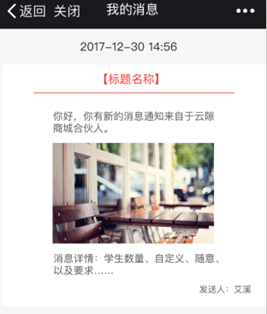 返回 关闭 我的消息
2017-12-30 14:56
【标题名称】
你好，你有新的消息通知来自于云隙
商城合伙人。
消息详情：学生数量、自定义、随意、
以及要求……
发送人：艾溪